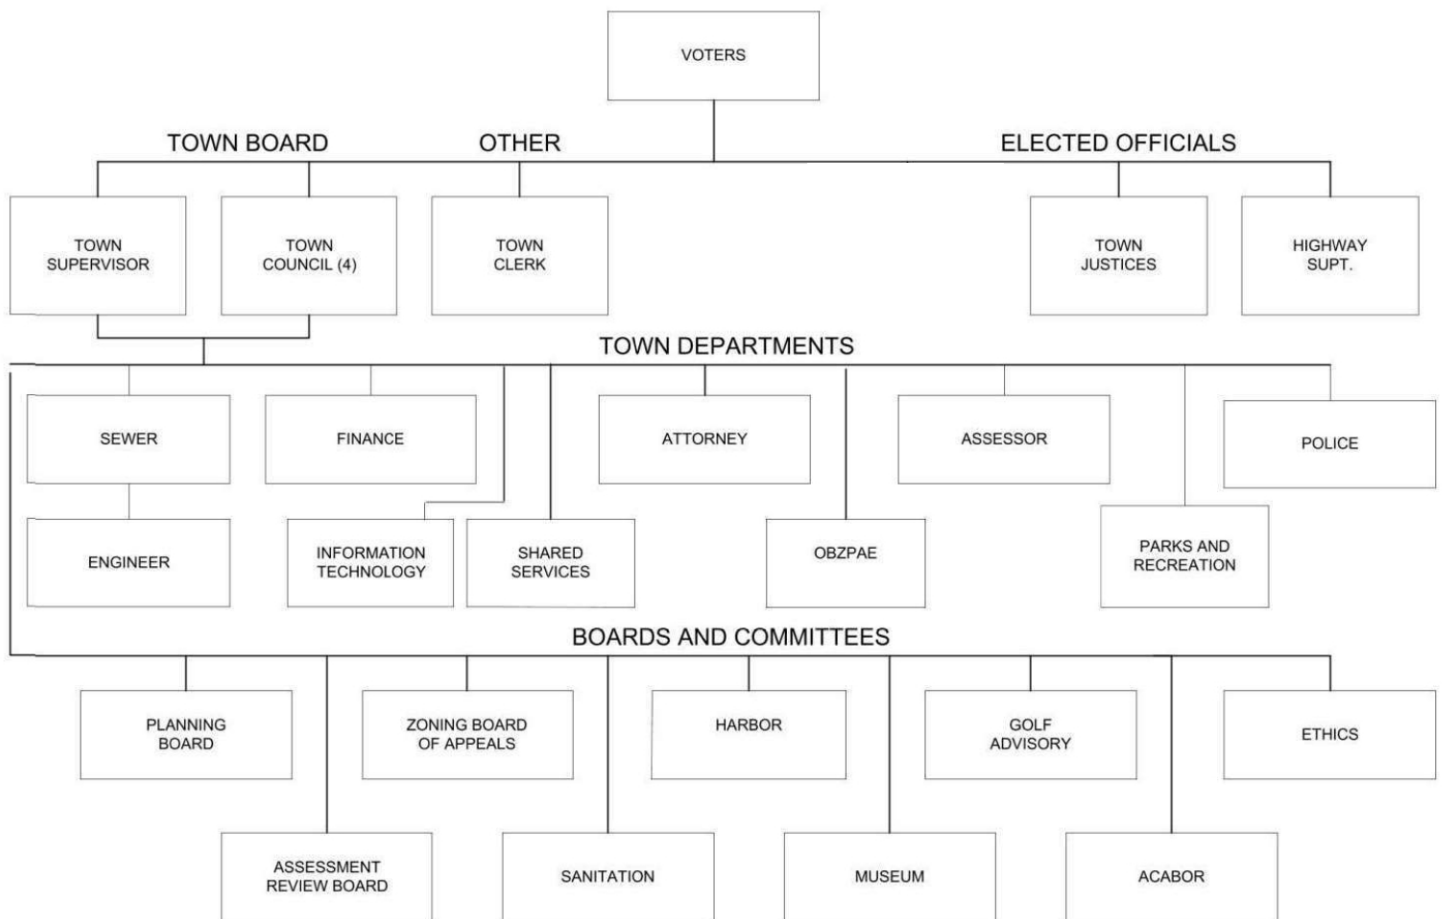 VOTERS
TOWN BOARD
OTHER
ELECTED OFFICIALS
TOWN
SUPERVISOR
TOWN
COUNCIL (4)
TOWN
CLERK
TOWN
JUSTICES
HIGHWAY
SUPT.
TOWN DEPARTMENTS
SEWER
FINANCE
ATTORNEY
ASSESSOR
POLICE
ENGINEER
INFORMATION
TECHNOLOGY
SHARED
SERVICES
OBZPAE
PARKS AND
RECREATION
BOARDS AND COMMITTEES
PLANNING
BOARD
ZONING BOARD
OF APPEALS
HARBOR
GOLF
ADVISORY
ETHICS
ASSESSMENT
REVIEW BOARD
SANITATION
MUSEUM
ACABOR